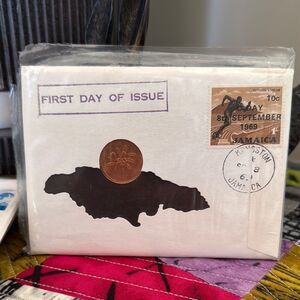 FIRST DAY OF ISSUE
10c
C-DAY
8th SEPTEMBER
1969
JAMAICA
KINGSTON
JAMAICA